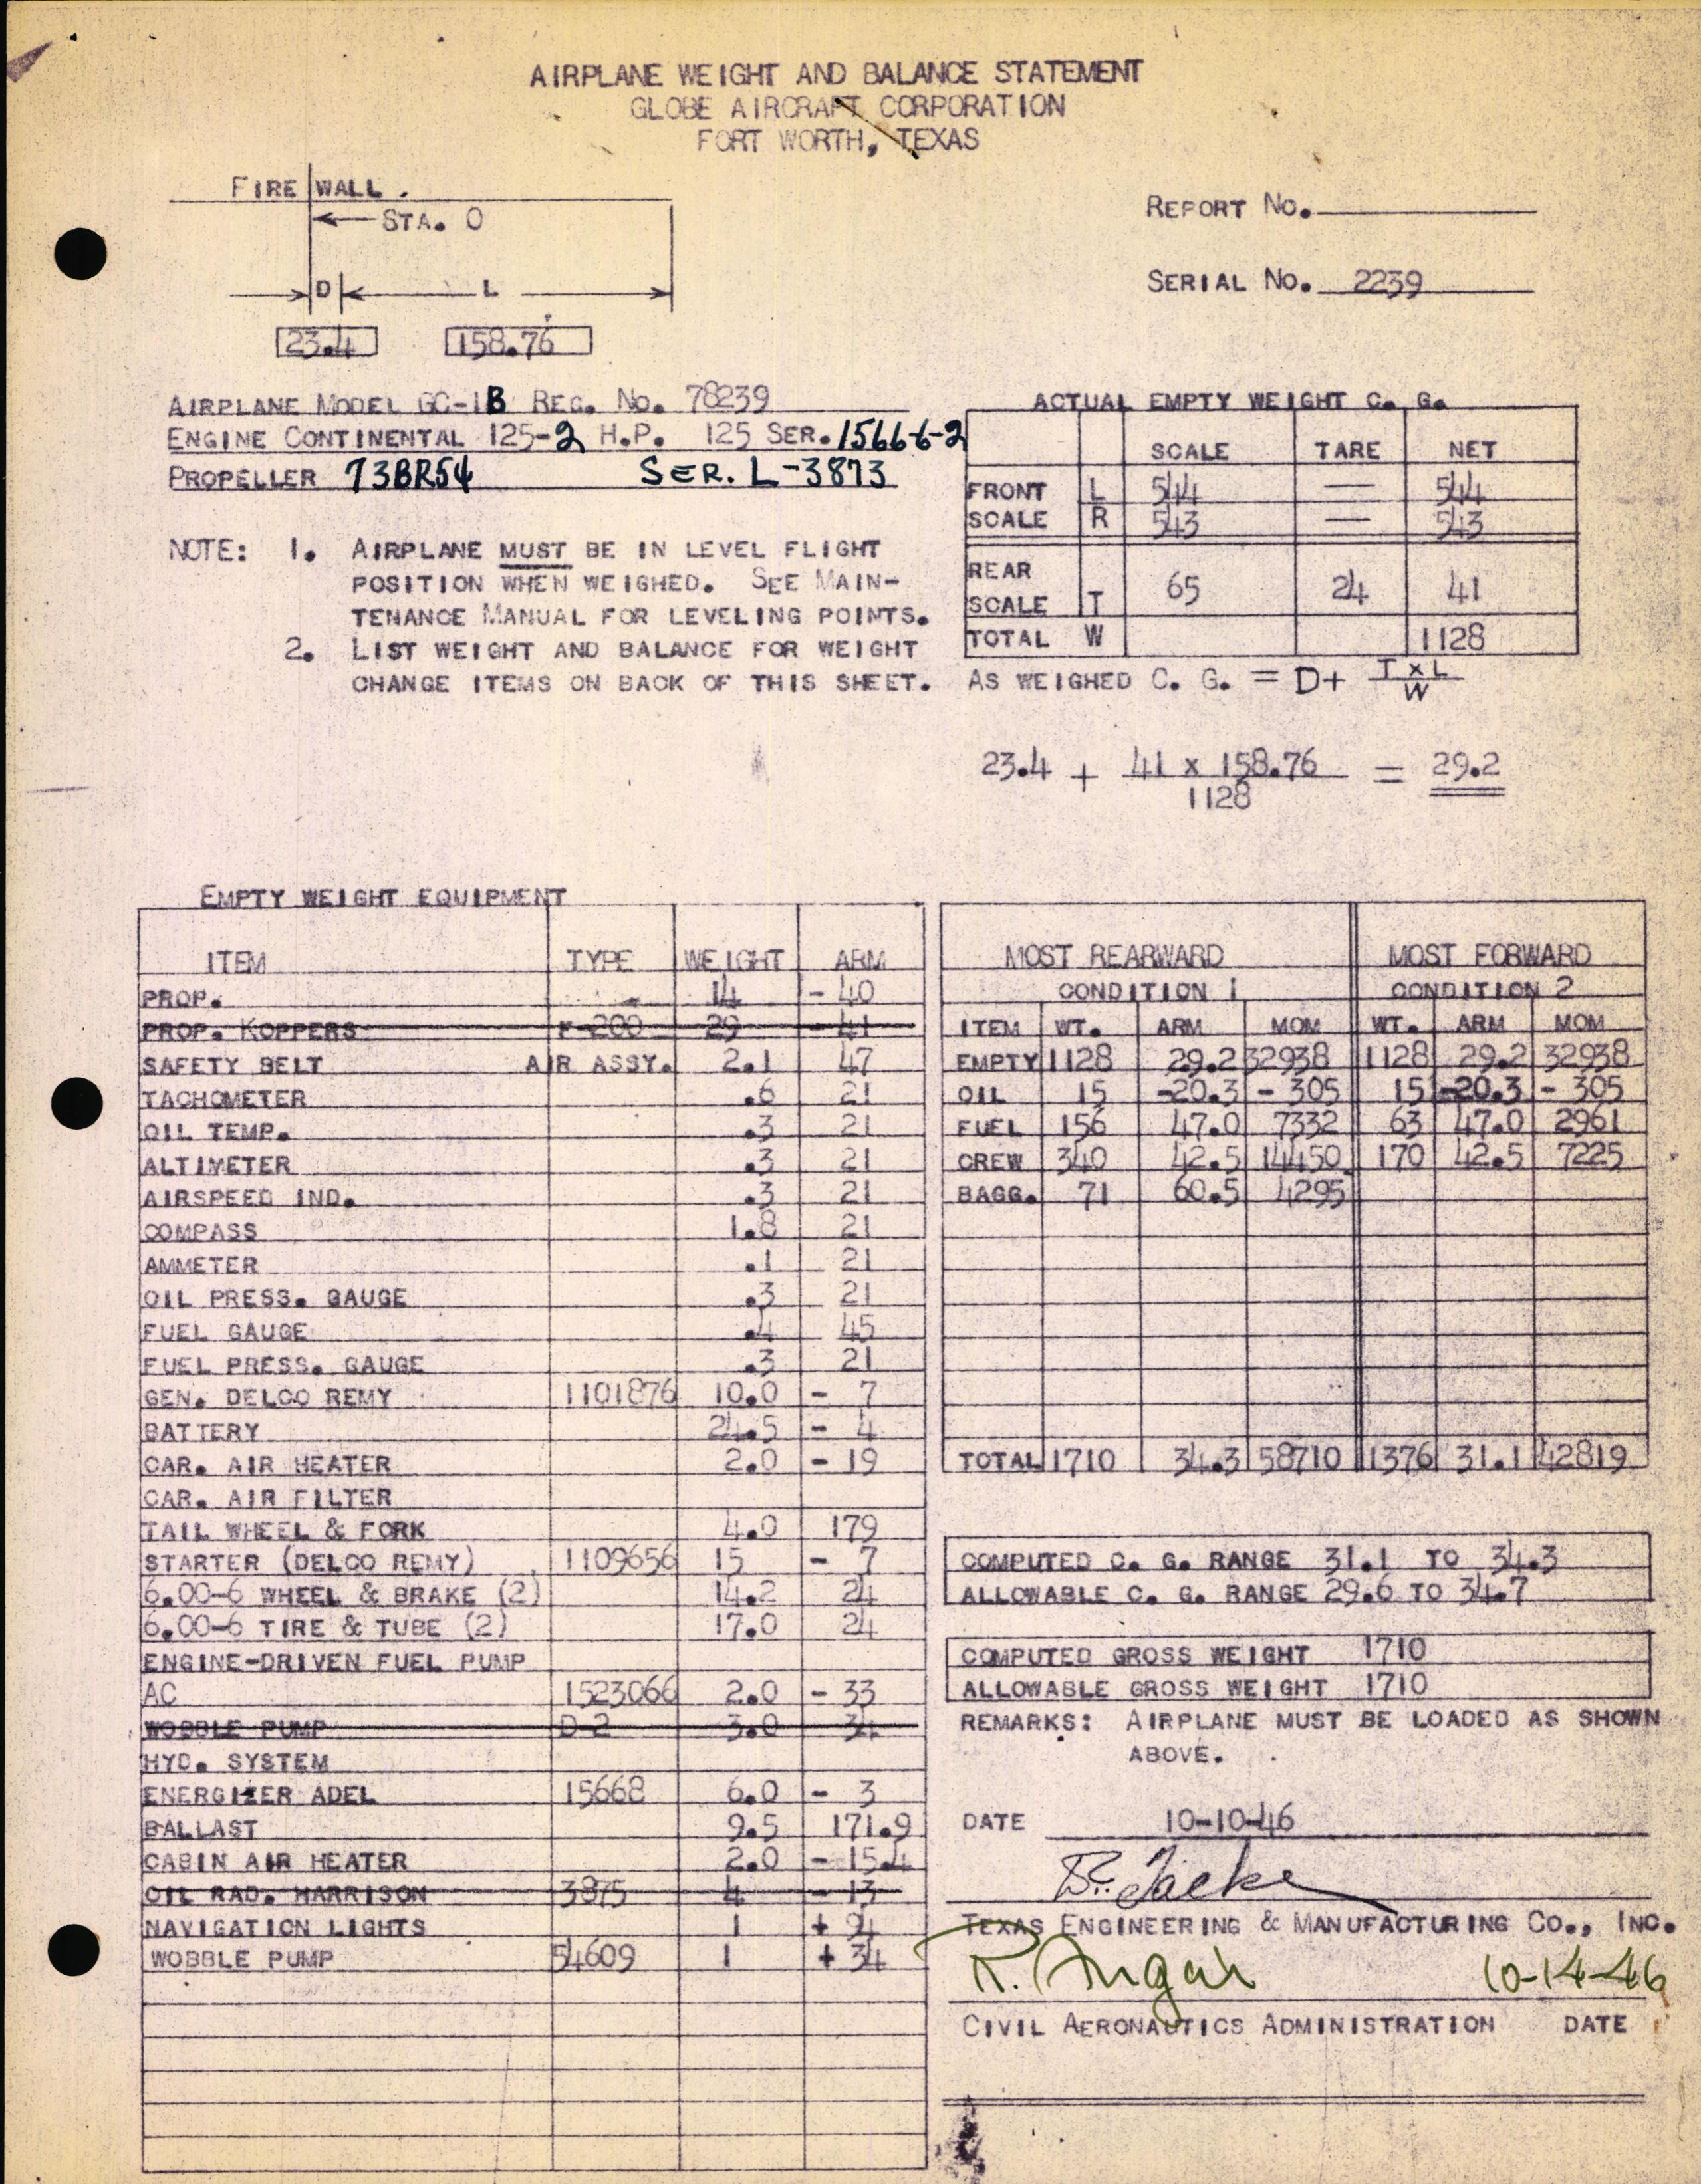 AIRPLANE WEIGHT AND BALANCE STATEMENT
GLOBE AIRCRAFT CORPORATION
FORT WORTH, TEXAS
FIRE WALL.
STA. 0
D L
23.4 158.76
REPORT NO.
SERIAL NO. 2239
AIRPLANE MODEL GC-1B REG. NO. 78239
ENGINE CONTINENTAL 125-2 H.P. 125 SER. 15666-2
PROPELLER 73BR54 SER. L-3873
NOTE: 1. AIRPLANE MUST BE IN LEVEL FLIGHT
POSITION WHEN WEIGHED. SEE MAIN-
TENANCE MANUAL FOR LEVELING POINTS.
2. LIST WEIGHT AND BALANCE FOR WEIGHT
CHANGE ITEMS ON BACK OF THIS SHEET.
ACTUAL EMPTY WEIGHT C. G.
SCALE TARE NET
FRONT L 544 — 544
SCALE R 543 — 543
REAR
SCALE T 65 24 41
TOTAL W 1128
AS WEIGHED C. G. = D+ T x L
W
23.4 + 41 x 158.76 = 29.2
1128
EMPTY WEIGHT EQUIPMENT
ITEM TYPE WEIGHT ARM
PROP. 14 - 40
PROP. KOPPERS F-200 29 - 41
SAFETY BELT AIR ASSY. 2.1 47
TACHOMETER .6 21
OIL TEMP. .3 21
ALTIMETER .3 21
AIRSPEED IND. .3 21
COMPASS 1.8 21
AMMETER .1 21
OIL PRESS. GAUGE .3 21
FUEL GAUGE .4 45
FUEL PRESS. GAUGE .3 21
GEN. DELCO REMY 1101876 10.0 - 7
BATTERY 24.5 - 4
CAR. AIR HEATER 2.0 - 19
CAR. AIR FILTER
TAIL WHEEL & FORK 4.0 179
STARTER (DELCO REMY) 1109656 15 - 7
6.00-6 WHEEL & BRAKE (2) 14.2 24
6.00-6 TIRE & TUBE (2) 17.0 24
ENGINE-DRIVEN FUEL PUMP
AC 1523066 2.0 - 33
WOBBLE PUMP D-2 3.0 34
HYD. SYSTEM
ENERGIZER ADEL 15668 6.0 - 3
BALLAST 9.5 171.9
CABIN AIR HEATER 2.0 - 15.4
OIL RAD. HARRISON 3875 4 - 13
NAVIGATION LIGHTS 1 + 94
WOBBLE PUMP 54609 1 + 34
MOST REARWARD MOST FORWARD
CONDITION 1 CONDITION 2
ITEM WT. ARM MOM WT. ARM MOM
EMPTY 1128 29.2 32938 1128 29.2 32938
OIL 15 -20.3 - 305 15 -20.3 - 305
FUEL 156 47.0 7332 63 47.0 2961
CREW 340 42.5 14450 170 42.5 7225
BAGG. 71 60.5 4295
TOTAL 1710 34.3 58710 1376 31.1 42819
COMPUTED C. G. RANGE 31.1 TO 34.3
ALLOWABLE C. G. RANGE 29.6 TO 34.7
COMPUTED GROSS WEIGHT 1710
ALLOWABLE GROSS WEIGHT 1710
REMARKS: AIRPLANE MUST BE LOADED AS SHOWN
ABOVE.
DATE 10-10-46
TEXAS ENGINEERING & MANUFACTURING CO., INC.
10-14-46
CIVIL AERONAUTICS ADMINISTRATION DATE